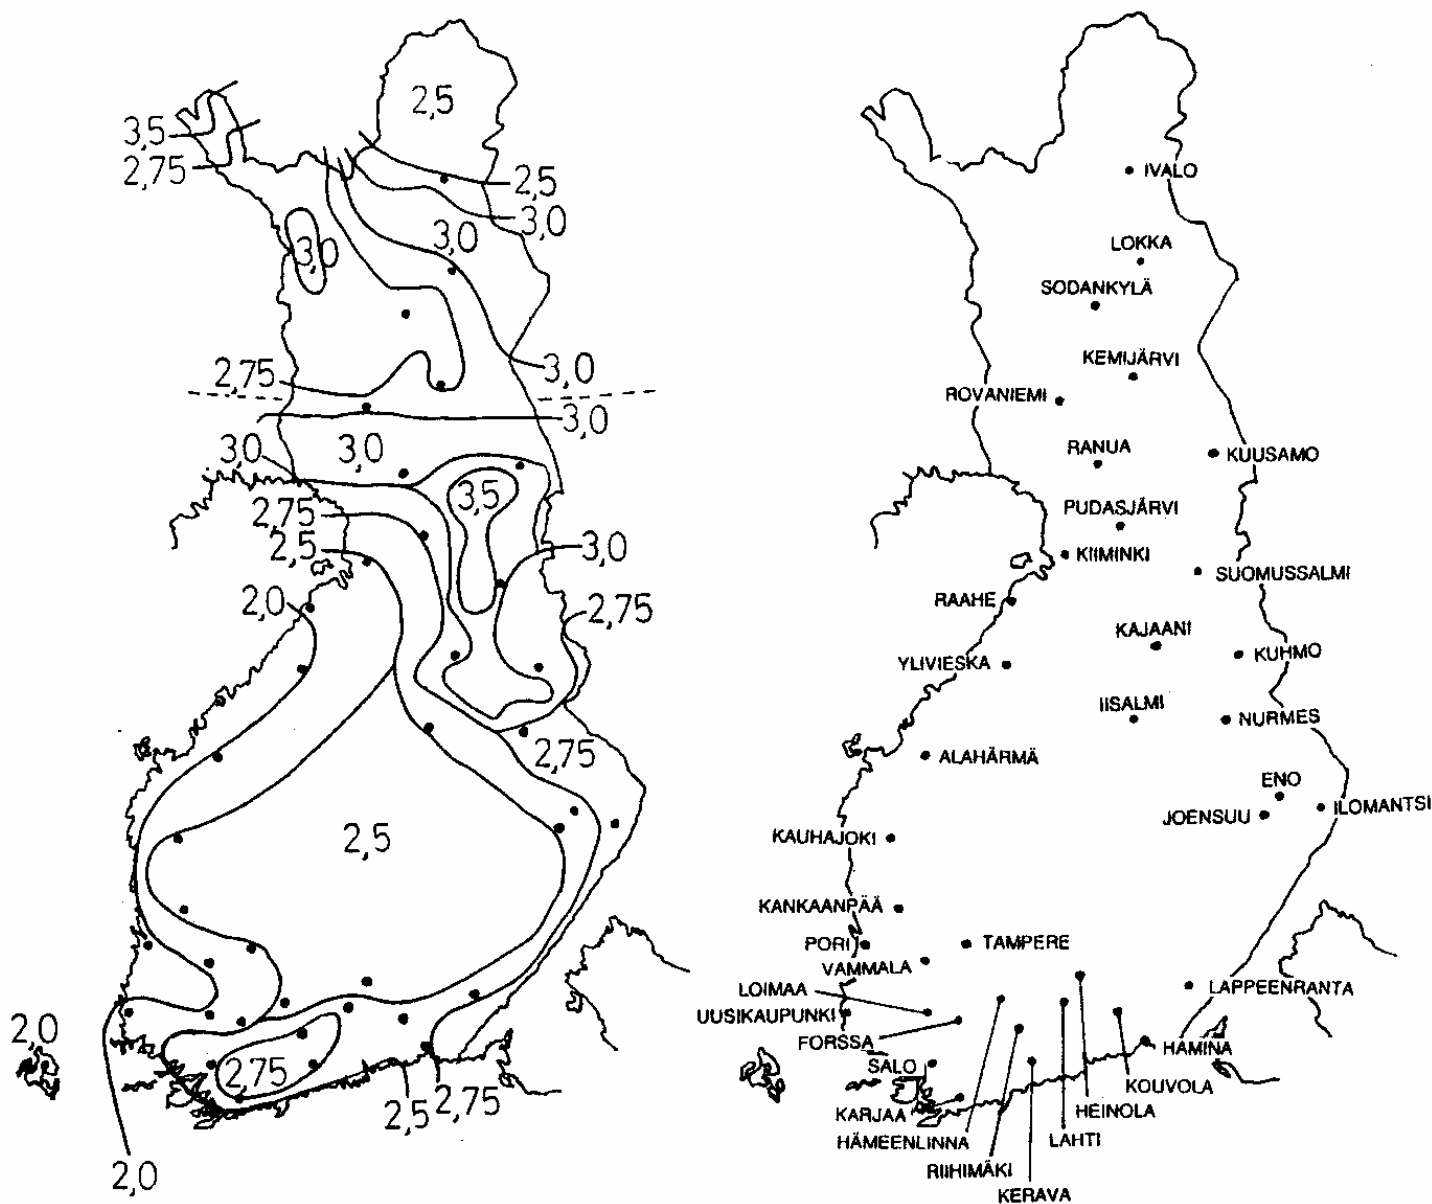 2,5
3,5
2,75
2,5
3,0
3,0
3,0
2,75
3,0
3,0
3,0
3,0
3,5
2,75
2,5
3,0
2,0
2,75
2,75
2,5
2,0
2,75
2,5
2,75
2,0
IVALO
LOKKA
SODANKYLÄ
KEMIJÄRVI
ROVANIEMI
RANUA
KUUSAMO
PUDASJÄRVI
KIIMINKI
SUOMUSSALMI
RAAHE
KAJAANI
KUHMO
YLIVIESKA
IISALMI
NURMES
ALAHÄRMÄ
ENO
ILOMANTSI
JOENSUU
KAUHAJOKI
KANKAANPÄÄ
PORI
TAMPERE
VAMMALA
LOIMAA
LAPPEENRANTA
UUSIKAUPUNKI
FORSSA
HAMINA
SALO
KOUVOLA
KARJAA
HEINOLA
HÄMEENLINNA
LAHTI
RIIHIMÄKI
KERAVA